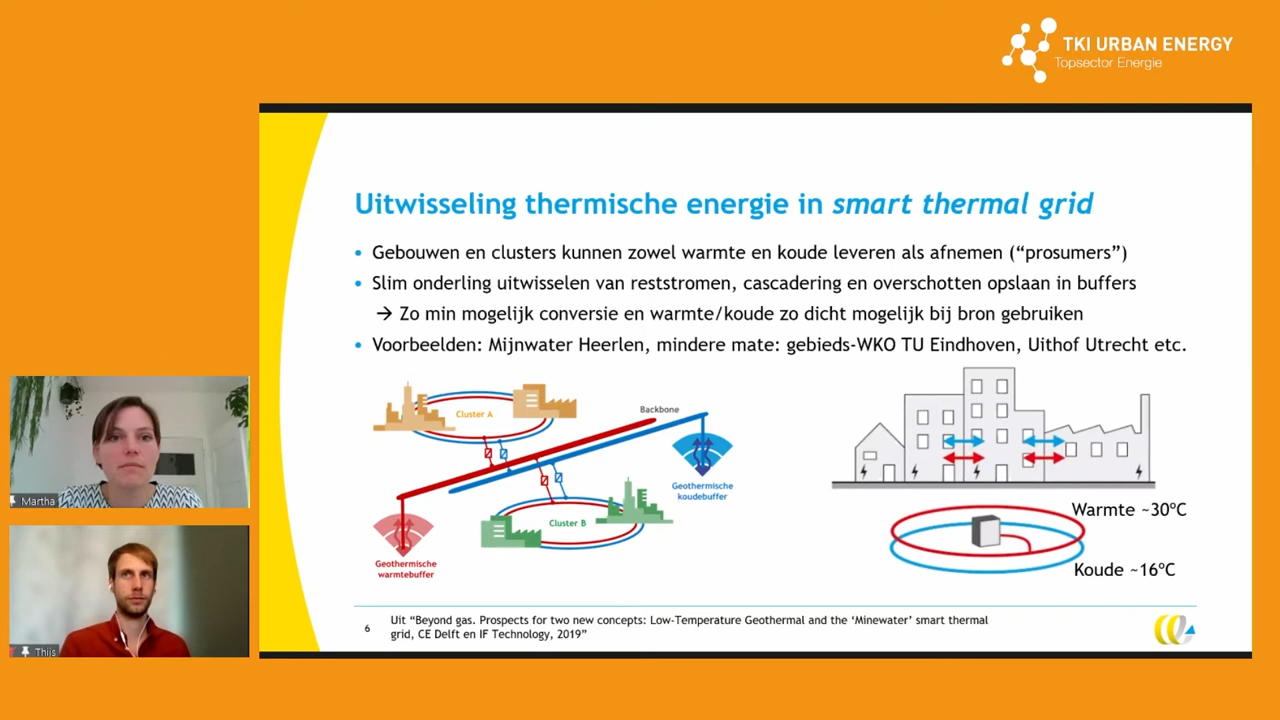 TKI URBAN ENERGY
Topsector Energie
Uitwisseling thermische energie in smart thermal grid
• Gebouwen en clusters kunnen zowel warmte en koude leveren als afnemen (“prosumers”)
• Slim onderling uitwisselen van reststromen, cascadering en overschotten opslaan in buffers
→ Zo min mogelijk conversie en warmte/koude zo dicht mogelijk bij bron gebruiken
• Voorbeelden: Mijnwater Heerlen, mindere mate: gebieds-WKO TU Eindhoven, Uithof Utrecht etc.
Cluster A
Backbone
Geothermische
koudebuffer
Cluster B
Geothermische
warmtebuffer
Warmte ~30ºC
Koude ~16ºC
Martha
Thijs
6
Uit “Beyond gas. Prospects for two new concepts: Low-Temperature Geothermal and the ‘Minewater’ smart thermal
grid, CE Delft en IF Technology, 2019”